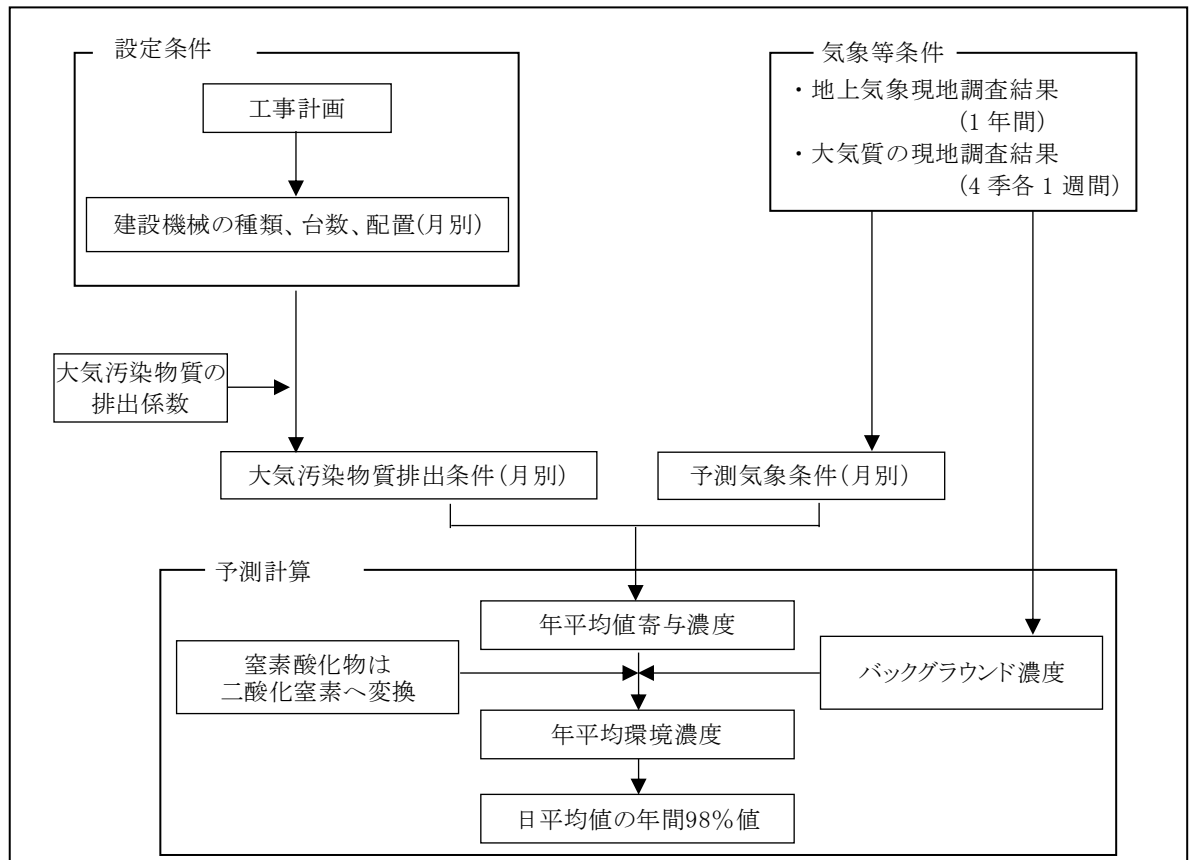 設定条件
工事計画
建設機械の種類、台数、配置(月別)
気象等条件
・地上気象現地調査結果
(1年間)
・大気質の現地調査結果
(4季各1週間)
大気汚染物質の
排出係数
大気汚染物質排出条件(月別)
予測気象条件(月別)
予測計算
年平均値寄与濃度
窒素酸化物は
二酸化窒素へ変換
バックグラウンド濃度
年平均環境濃度
日平均値の年間98%値